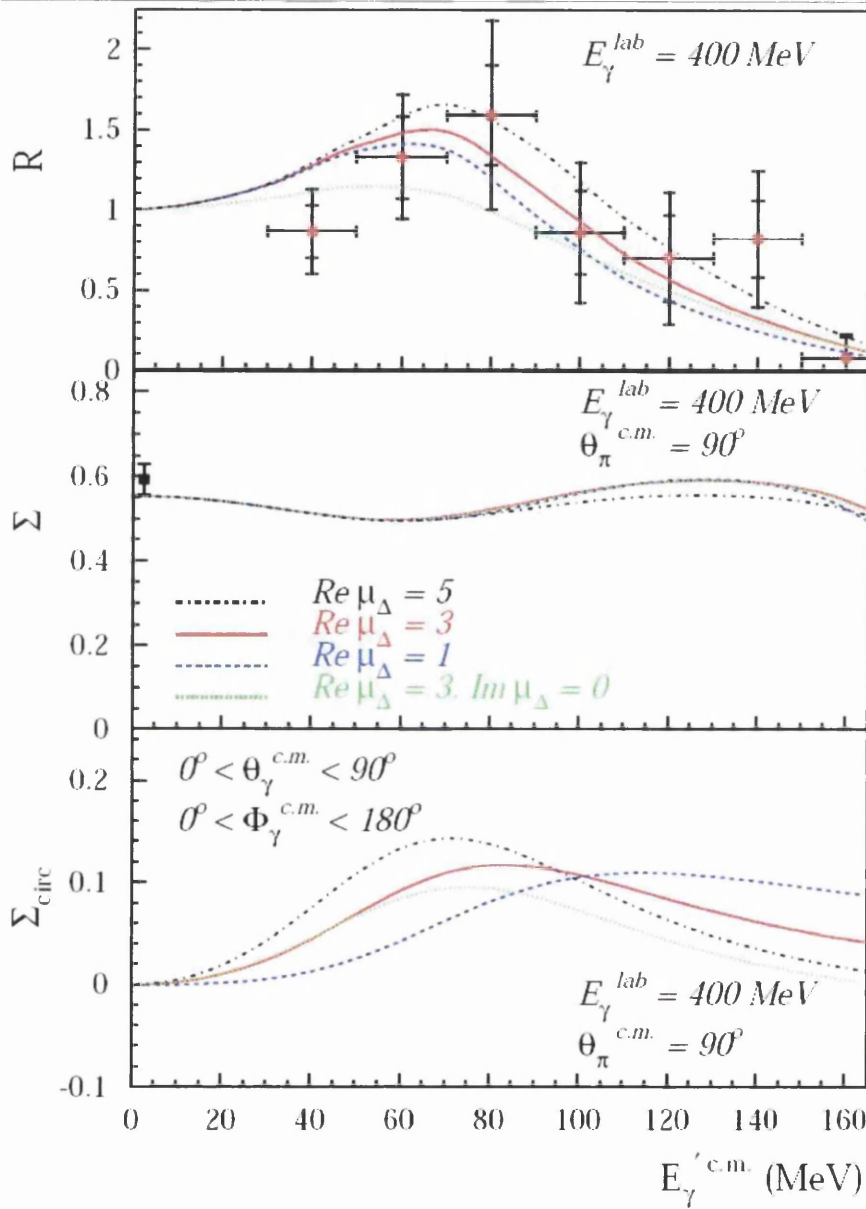 2
1.5
1
0.5
0
R
E_γ^lab = 400 MeV
0.8
0.6
0.4
0.2
0
Σ
E_γ^lab = 400 MeV
θ_π^c.m. = 90°
Re μ_Δ = 5
Re μ_Δ = 3
Re μ_Δ = 1
Re μ_Δ = 3. Im μ_Δ = 0
0.2
0.1
0
-0.1
Σ_circ
0° < θ_γ^c.m. < 90°
0° < Φ_γ^c.m. < 180°
E_γ^lab = 400 MeV
θ_π^c.m. = 90°
0 20 40 60 80 100 120 140 160
E_γ^′ c.m. (MeV)